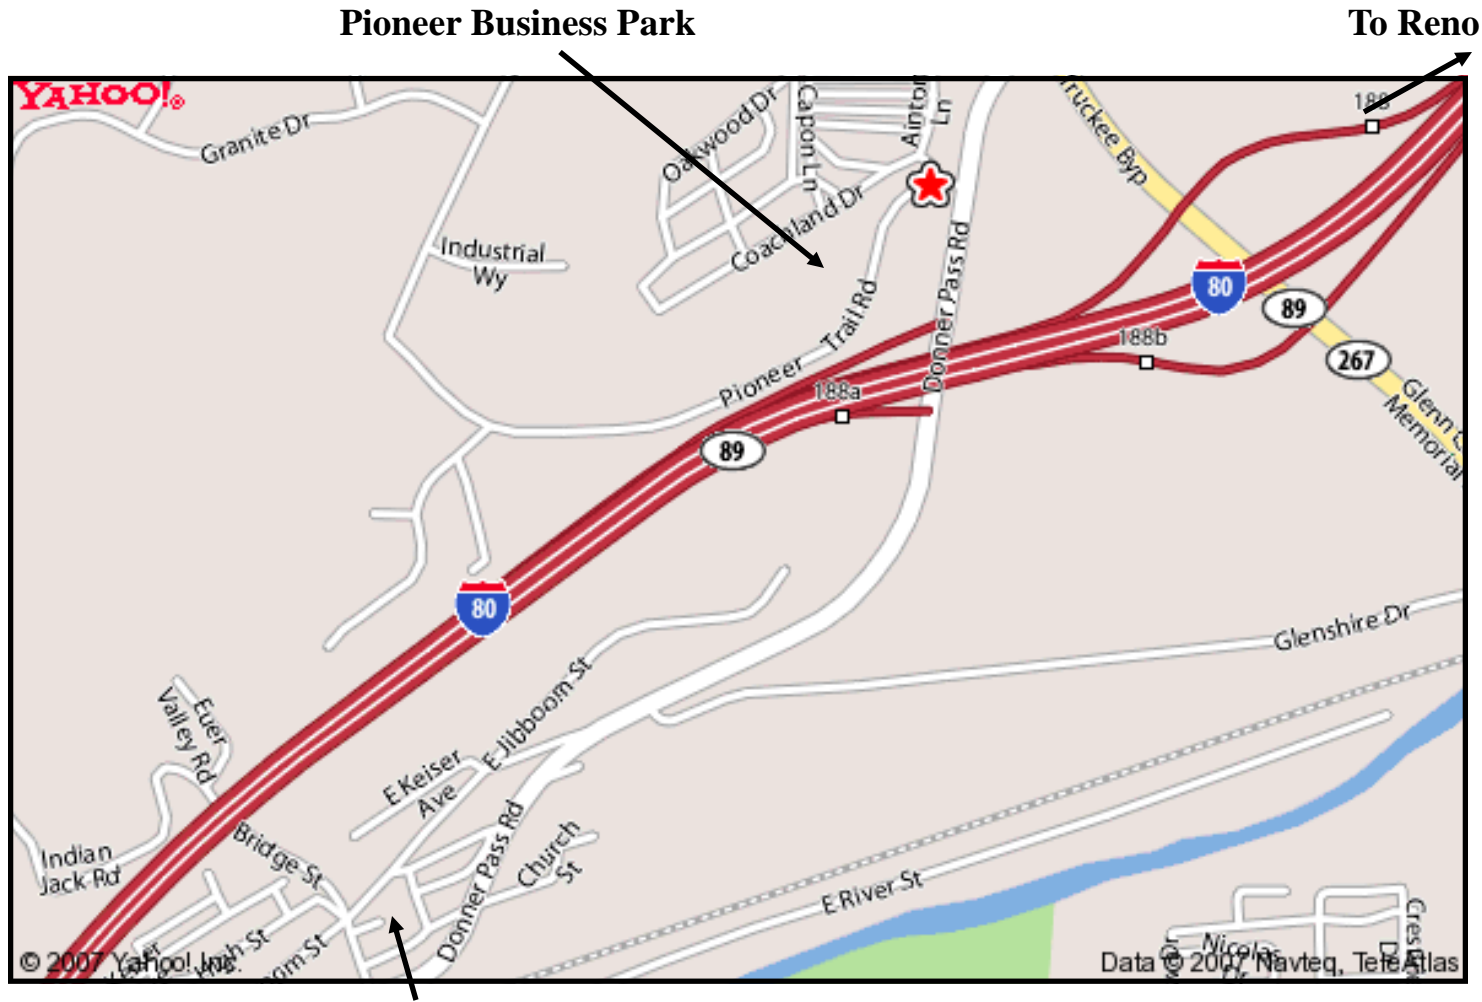 Pioneer Business Park
To Reno
YAHOO!®
Granite Dr
Oakwood Dr
Capon Ln
Ainton
Ln
188
Industrial
Wy
Coachland Dr
Donner Pass Rd
80
89
Pioneer Trail Rd
188b
267
188a
Glenn
Memorial
89
80
Glenshire Dr
Euer
Valley Rd
E Jibboom St
E Keiser
Ave
Bridge St
Church
St
Indian
Jack Rd
Donner Pass Rd
E River St
© 2007 Yahoo! Inc.
Data © 2007 Navteq, TeleAtlas